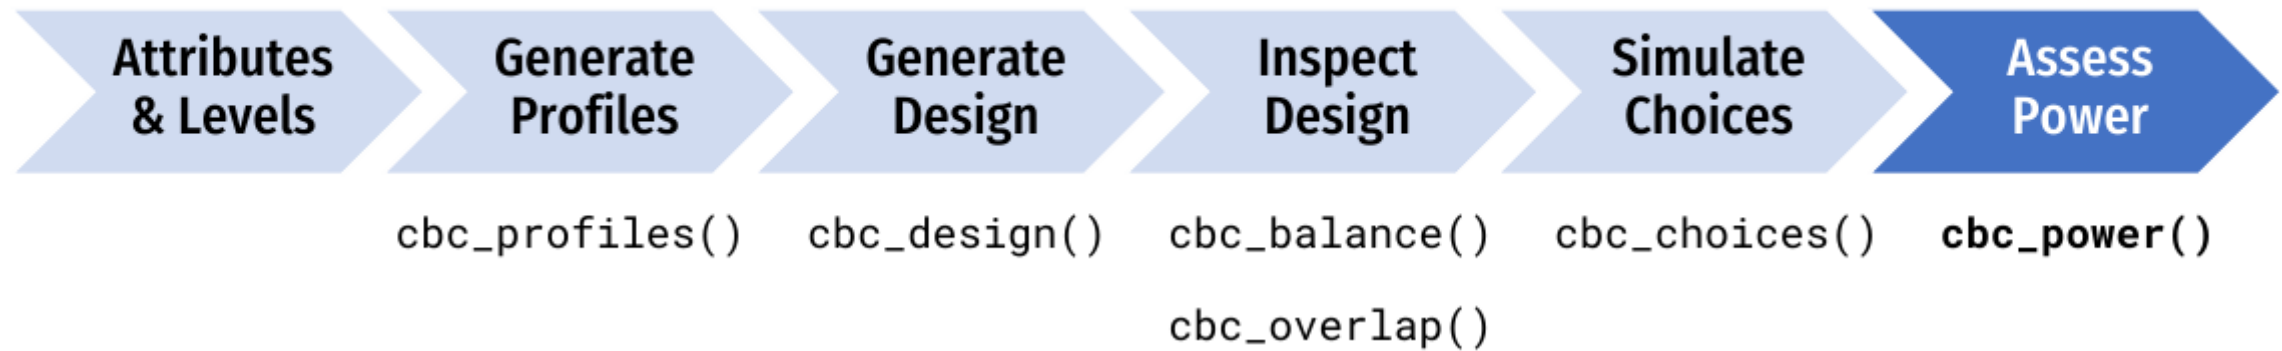 Attributes
& Levels
Generate
Profiles
Generate
Design
Inspect
Design
Simulate
Choices
Assess
Power
cbc_profiles()
cbc_design()
cbc_balance()
cbc_choices()
cbc_power()
cbc_overlap()